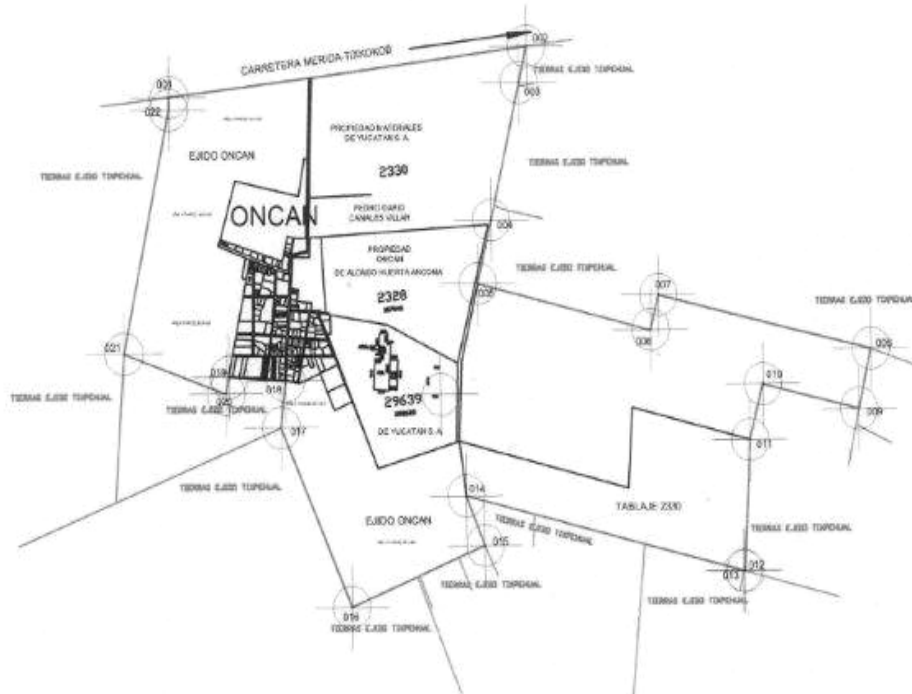 CARRETERA MERIDA-TIXKOKOB
002
TIERRAS EJIDO TIXPEHUAL
003
001
022
EJIDO ONCAN
PROPIEDAD MATERIALES
DE YUCATAN S.A.
2330
TIERRAS EJIDO TIXPEHUAL
TIERRAS EJIDO TIXPEHUAL
ONCAN
PEDRO DARIO
CANALES VILLAR
004
PROPIEDAD
ONCAN
DE ALONSO HUERTA ANCONA
2328
005
TIERRAS EJIDO TIXPEHUAL
007
006
TIERRAS EJIDO TIXPEHUAL
021
010
009
011
TIERRAS EJIDO TIXPEHUAL
019
020
018
TIERRAS EJIDO TIXPEHUAL
29639
DE YUCATAN S.A.
017
TIERRAS EJIDO TIXPEHUAL
014
TABLAJE 2330
EJIDO ONCAN
TIERRAS EJIDO TIXPEHUAL
TIERRAS EJIDO TIXPEHUAL
015
012
013
TIERRAS EJIDO TIXPEHUAL
TIERRAS EJIDO TIXPEHUAL
016
TIERRAS EJIDO TIXPEHUAL